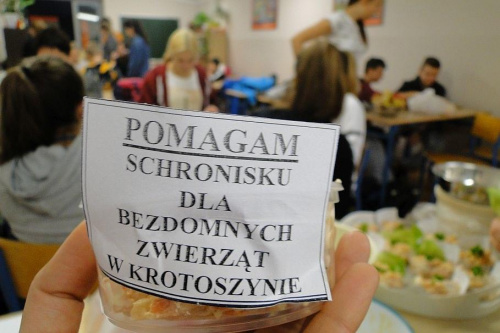 POMAGAM
SCHRONISKU
DLA
BEZDOMNYCH
ZWIERZĄT
W KROTOSZYNIE